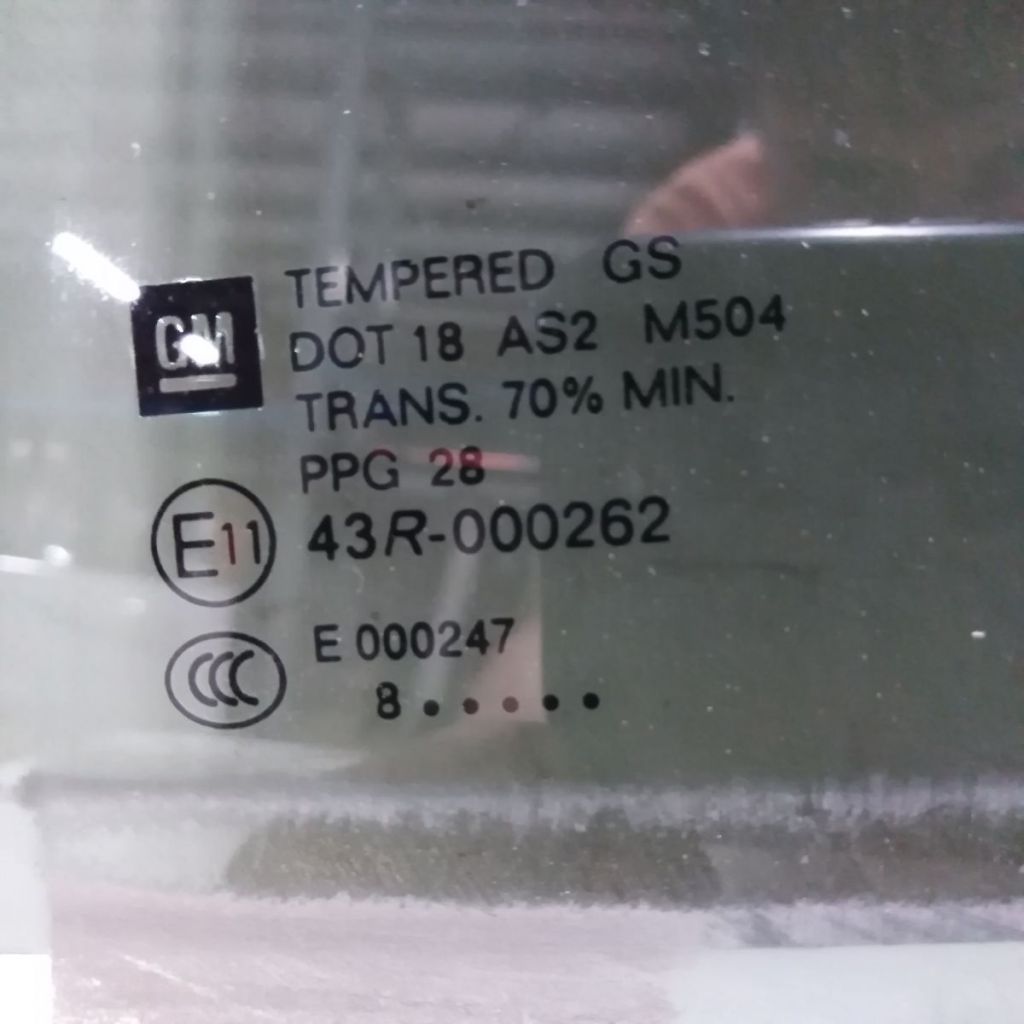 GM
TEMPERED GS
DOT 18 AS2 M504
TRANS. 70% MIN.
PPG 28
E11 43R-000262
CCC E 000247
8 • • • • •